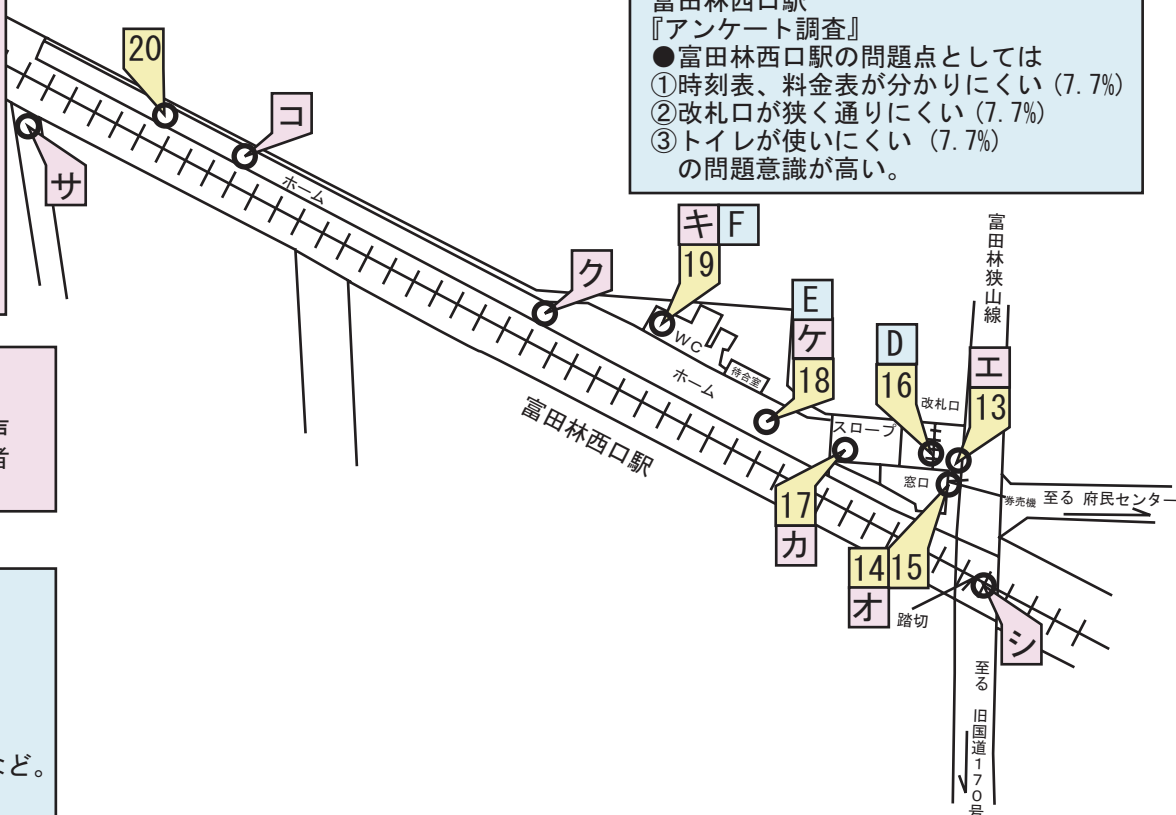 富田林西口駅
『アンケート調査』
●富田林西口駅の問題点としては
①時刻表、料金表が分かりにくい(7.7%)
②改札口が狭く通りにくい(7.7%)
③トイレが使いにくい(7.7%)
の問題意識が高い。
20
コ
サ
ホーム
ク
キ F
19
WC
待合室
ホーム
富田林西口駅
E
ケ
18
D
16
改札口
富田林狭山線
エ
13
スロープ
窓口
券売機
至る 府民センター
17
カ
14 15
オ
踏切
シ
至る 旧国道170号
など。